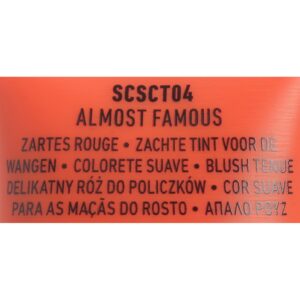 SCSCT04
ALMOST FAMOUS
ZARTES ROUGE • ZACHTE TINT VOOR DE
WANGEN • COLORETE SUAVE • BLUSH TENUE
DELIKATNY RÓŻ DO POLICZKÓW • COR SUAVE
PARA AS MAÇÃS DO ROSTO • ΑΠΑΛΟ ΡΟΥΖ